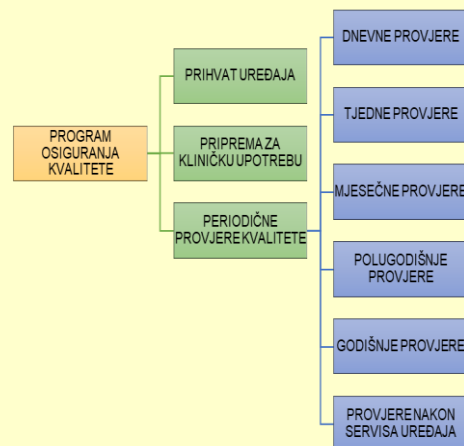 PROGRAM
OSIGURANJA
KVALITETE
PRIHVAT UREĐAJA
PRIPREMA ZA
KLINIČKU UPOTREBU
PERIODIČNE
PROVJERE KVALITETE
DNEVNE PROVJERE
TJEDNE PROVJERE
MJESEČNE PROVJERE
POLUGODIŠNJE
PROVJERE
GODIŠNJE PROVJERE
PROVJERE NAKON
SERVISA UREĐAJA